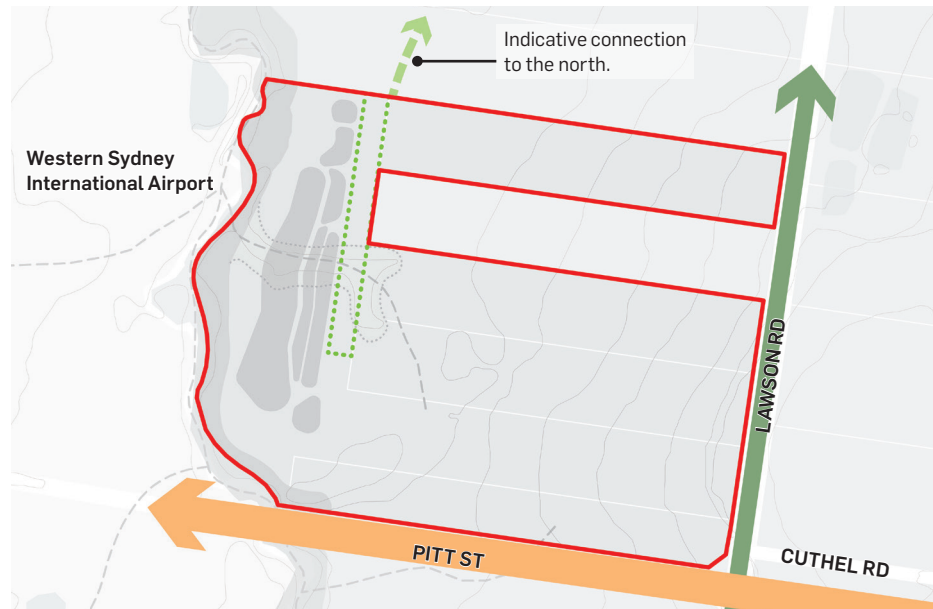 Indicative connection
to the north.
Western Sydney
International Airport
LAWSON RD
PITT ST
CUTHEL RD